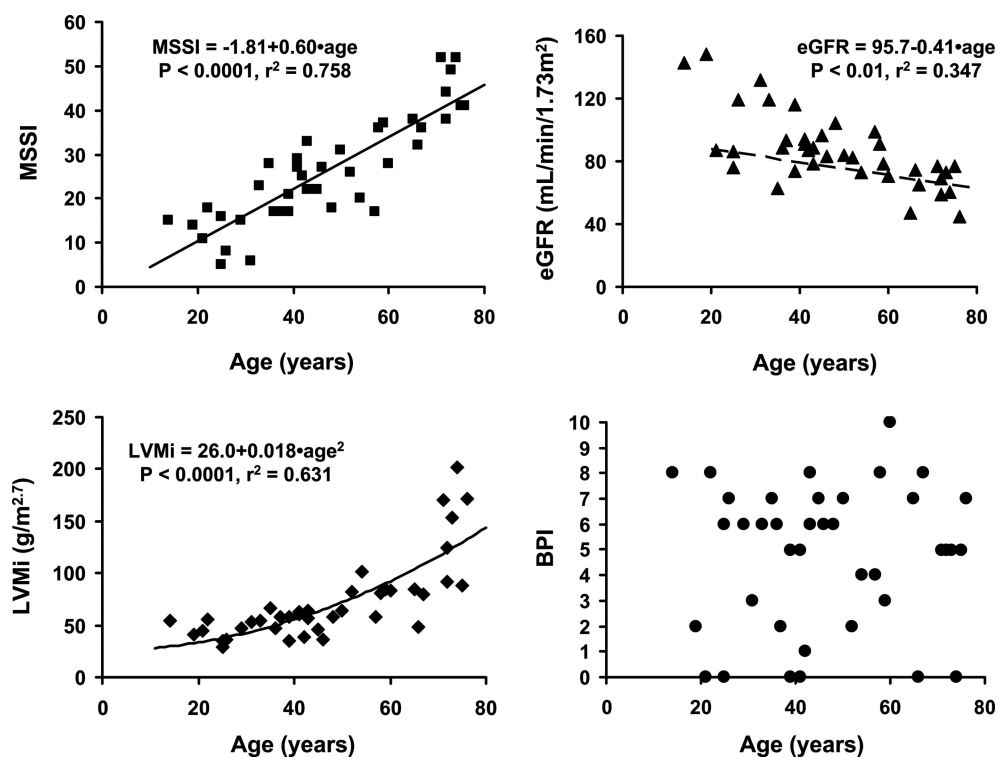 MSSI = -1.81+0.60•age
P < 0.0001, r² = 0.758
MSSI
60
50
40
30
20
10
0
0 20 40 60 80
Age (years)
eGFR = 95.7-0.41•age
P < 0.01, r² = 0.347
eGFR (mL/min/1.73m²)
160
120
80
40
0
0 20 40 60 80
Age (years)
LVMi = 26.0+0.018•age²
P < 0.0001, r² = 0.631
LVMi (g/m²·⁷)
250
200
150
100
50
0
0 20 40 60 80
Age (years)
BPI
10
9
8
7
6
5
4
3
2
1
0
0 20 40 60 80
Age (years)